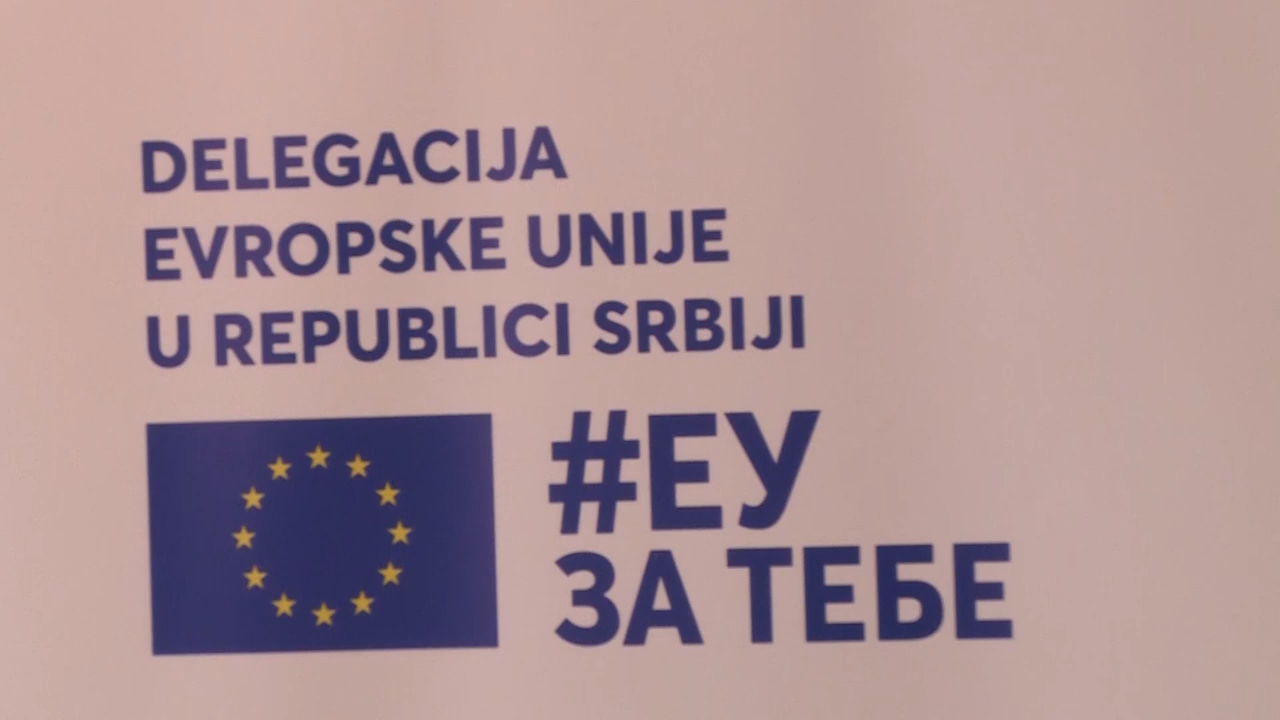 DELEGACIJA
EVROPSKE UNIJE
U REPUBLICI SRBIJI
#ЕУ
ЗА ТЕБЕ